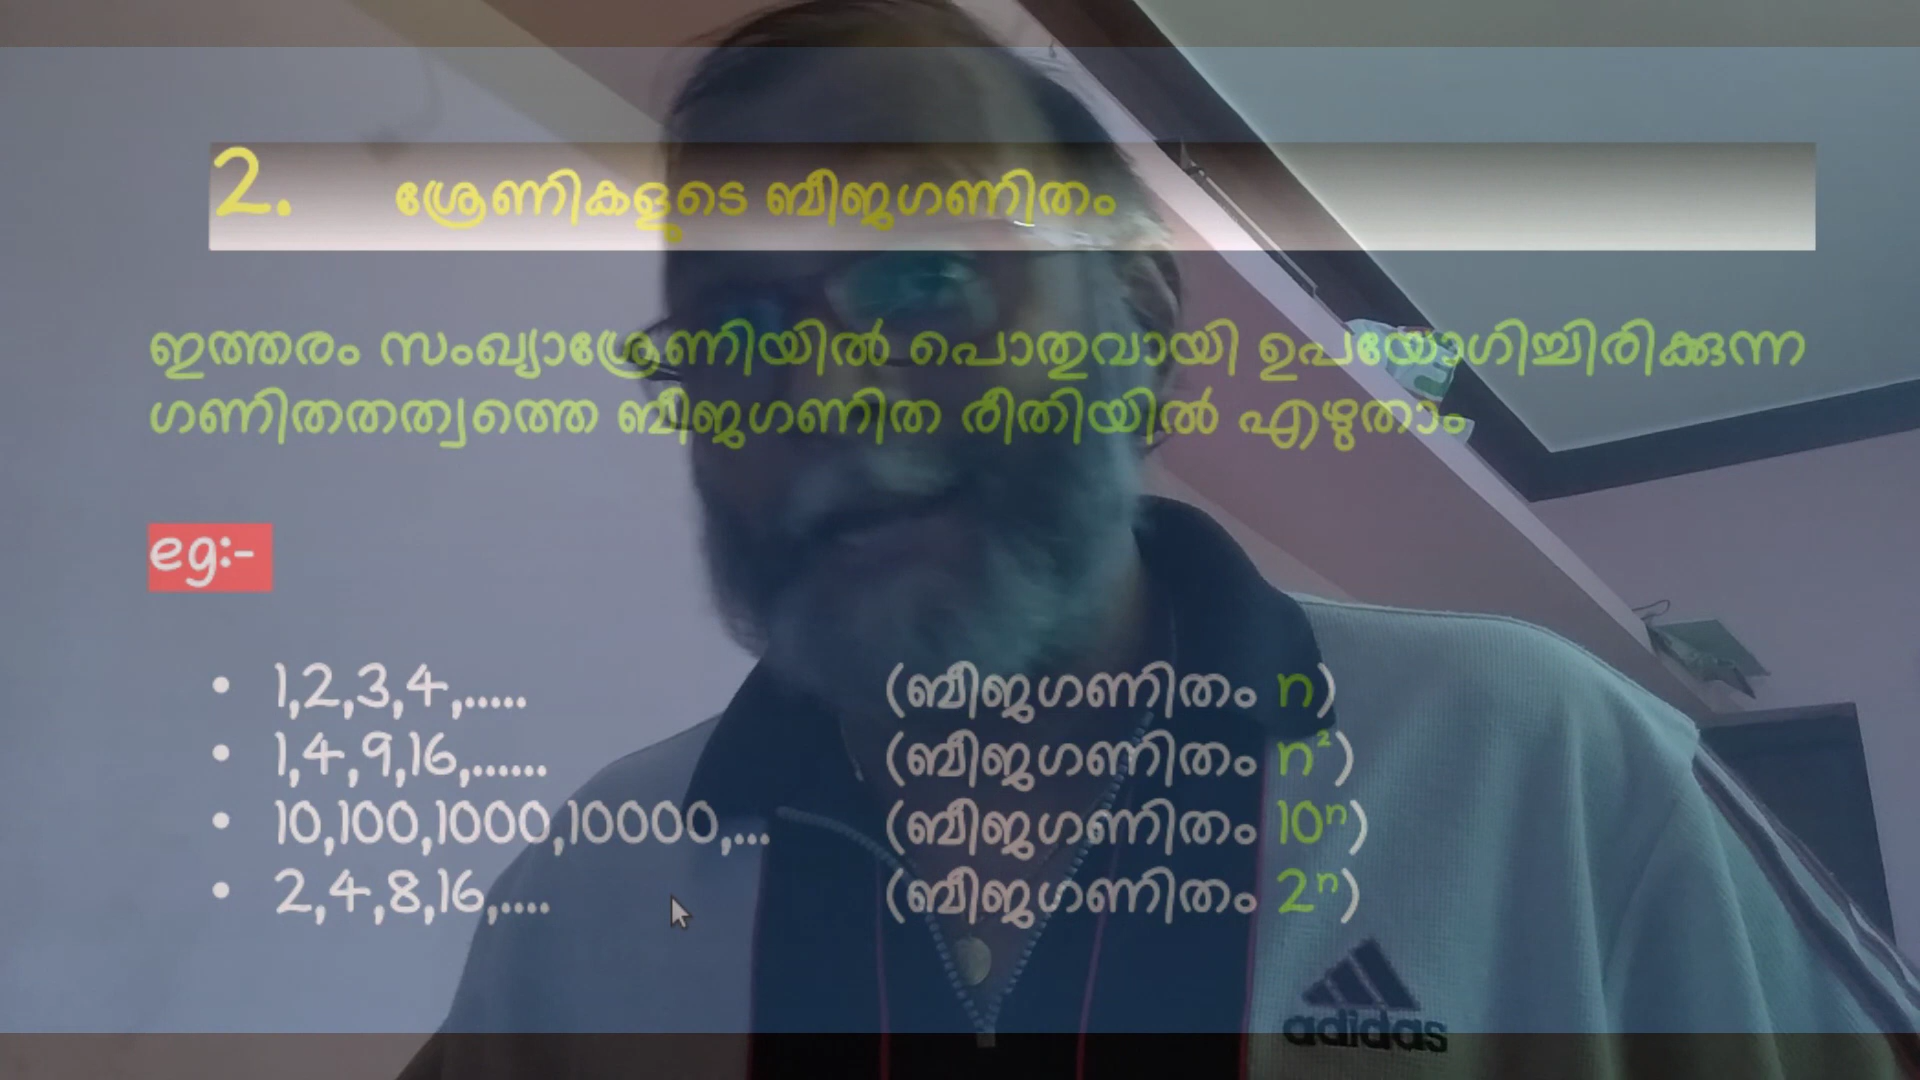 2. ശ്രേണികളുടെ ബീജഗണിതം
ഇത്തരം സംഖ്യാശ്രേണിയിൽ പൊതുവായി ഉപയോഗിച്ചിരിക്കുന്ന
ഗണിതതത്വത്തെ ബീജഗണിത രീതിയിൽ എഴുതാം
eg:-
• 1,2,3,4,...... (ബീജഗണിതം n)
• 1,4,9,16,....... (ബീജഗണിതം n²)
• 10,100,1000,10000,... (ബീജഗണിതം 10ⁿ)
• 2,4,8,16,.... (ബീജഗണിതം 2ⁿ)
adidas